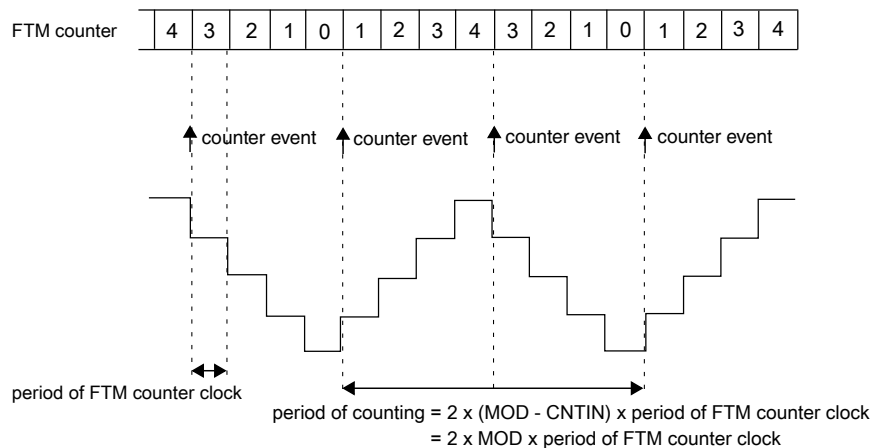 FTM counter 4 3 2 1 0 1 2 3 4 3 2 1 0 1 2 3 4
counter event counter event counter event counter event
period of FTM counter clock
period of counting = 2 x (MOD - CNTIN) x period of FTM counter clock
= 2 x MOD x period of FTM counter clock